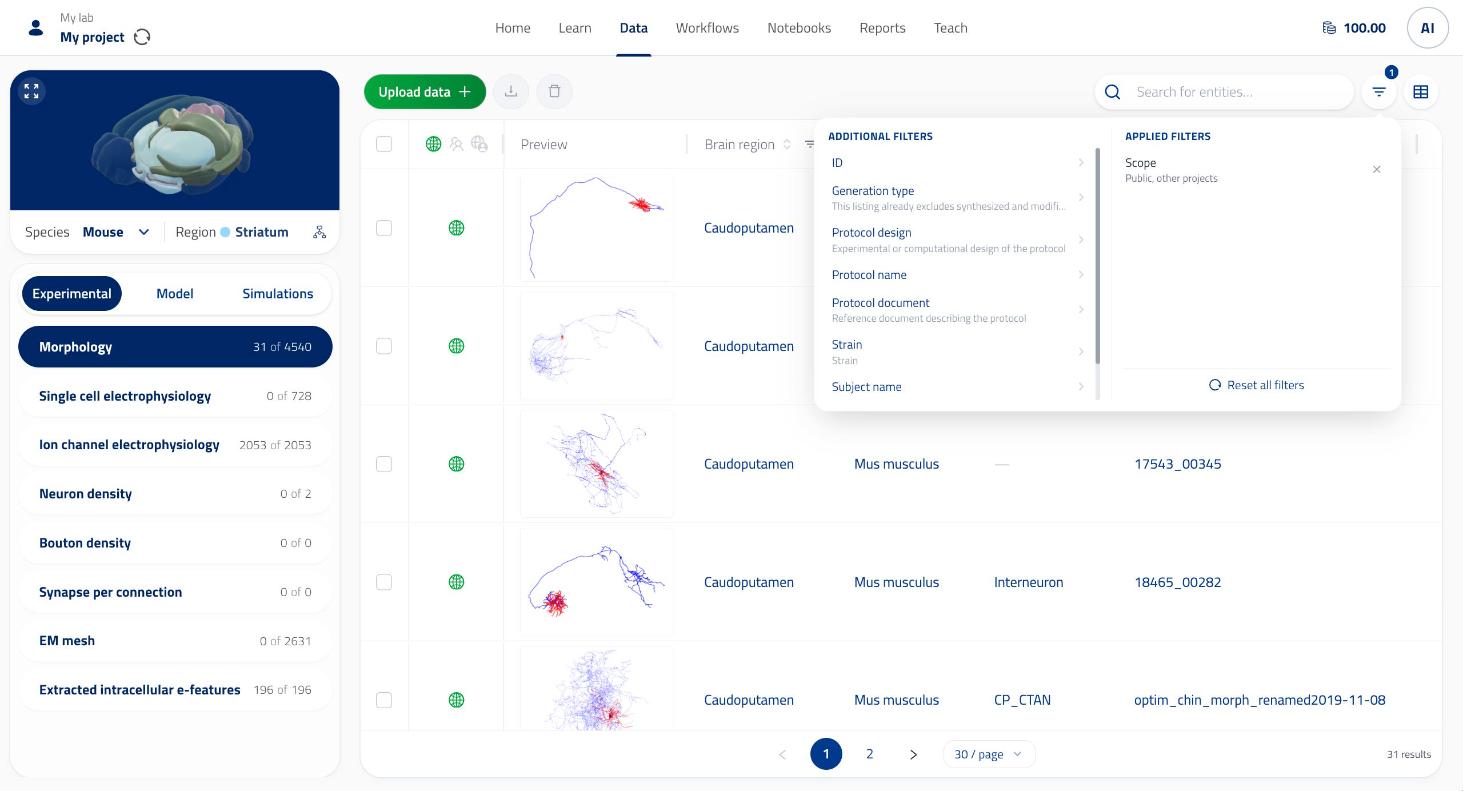 My lab
My project
Home
Learn
Data
Workflows
Notebooks
Reports
Teach
100.00
AI
Species Mouse
Region Striatum
Experimental
Model
Simulations
Morphology 31 of 4540
Single cell electrophysiology 0 of 728
Ion channel electrophysiology 2053 of 2053
Neuron density 0 of 2
Bouton density 0 of 0
Synapse per connection 0 of 0
EM mesh 0 of 2631
Extracted intracellular e-features 196 of 196
Upload data +
Search for entities...
1
Preview
Brain region
ADDITIONAL FILTERS
ID
Generation type
This listing already excludes synthesized and modifi...
Protocol design
Experimental or computational design of the protocol
Protocol name
Protocol document
Reference document describing the protocol
Strain
Strain
Subject name
APPLIED FILTERS
Scope
Public, other projects
Reset all filters
Caudoputamen
Caudoputamen
Caudoputamen Mus musculus — 17543_00345
Caudoputamen Mus musculus Interneuron 18465_00282
Caudoputamen Mus musculus CP_CTAN optim_chin_morph_renamed2019-11-08
1
2
30 / page
31 results